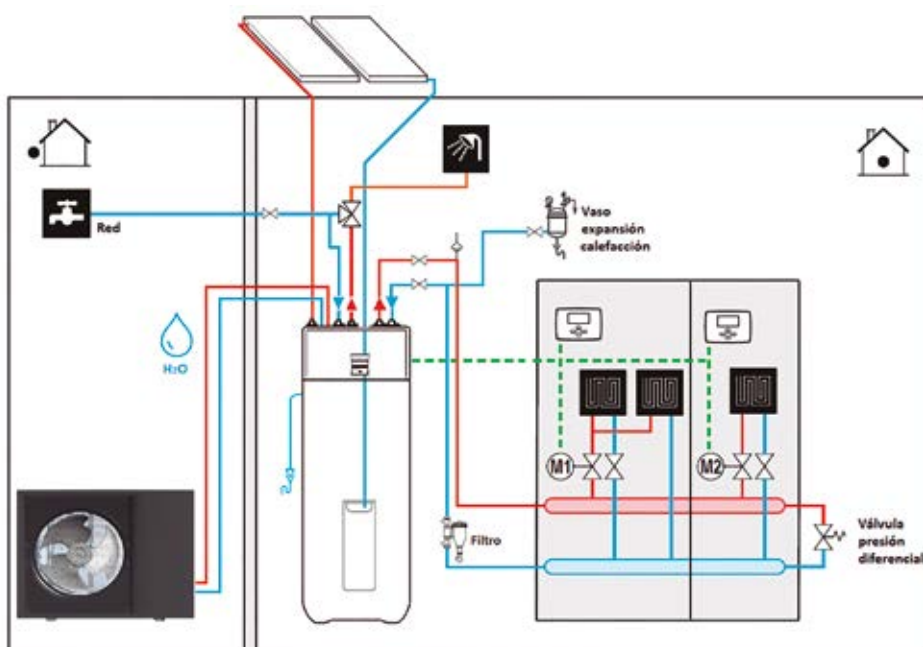 Red
Vaso
expansión
calefacción
H₂O
M1
M2
Filtro
Válvula
presión
diferencial